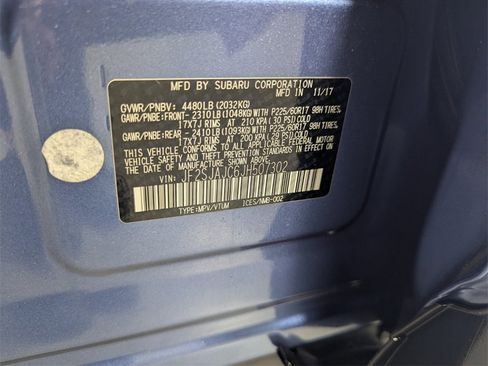 MFD BY SUBARU CORPORATION 11/17
GVWR/PNBV: 4480LB (2032KG)
GAWR/PNBE:FRONT- 2310LB(1048KG)WITH P225/60R17 98H TIRES,
17X7J RIMS AT 210 KPA (30 PSI)COLD
GAWR/PNBE:REAR - 2410LB(1093KG)WITH P225/60R17 98H TIRES,
17X7J RIMS AT 200 KPA (29 PSI)COLD
THIS VEHICLE CONFORMS TO ALL APPLICABLE FEDERAL MOTOR
VEHICLE SAFETY AND THEFT PREVENTION STANDARDS
IN EFFECT ON THE DATE OF MANUFACTURE SHOWN ABOVE.
VIN: JF2SJAJC6JH507302
TYPE:MPV/VTUM ICES/NMB-002